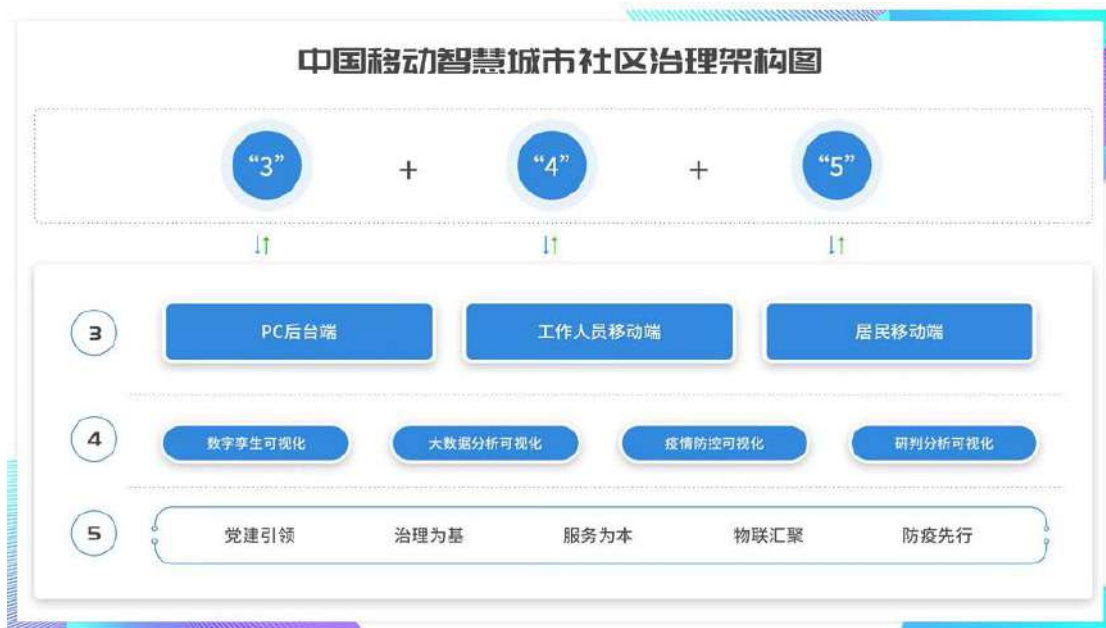 中国移动智慧城市社区治理架构图
“3” + “4” + “5”
3 PC后台端 工作人员移动端 居民移动端
4 数字孪生可视化 大数据分析可视化 疫情防控可视化 研判分析可视化
5 党建引领 治理为基 服务为本 物联汇聚 防疫先行